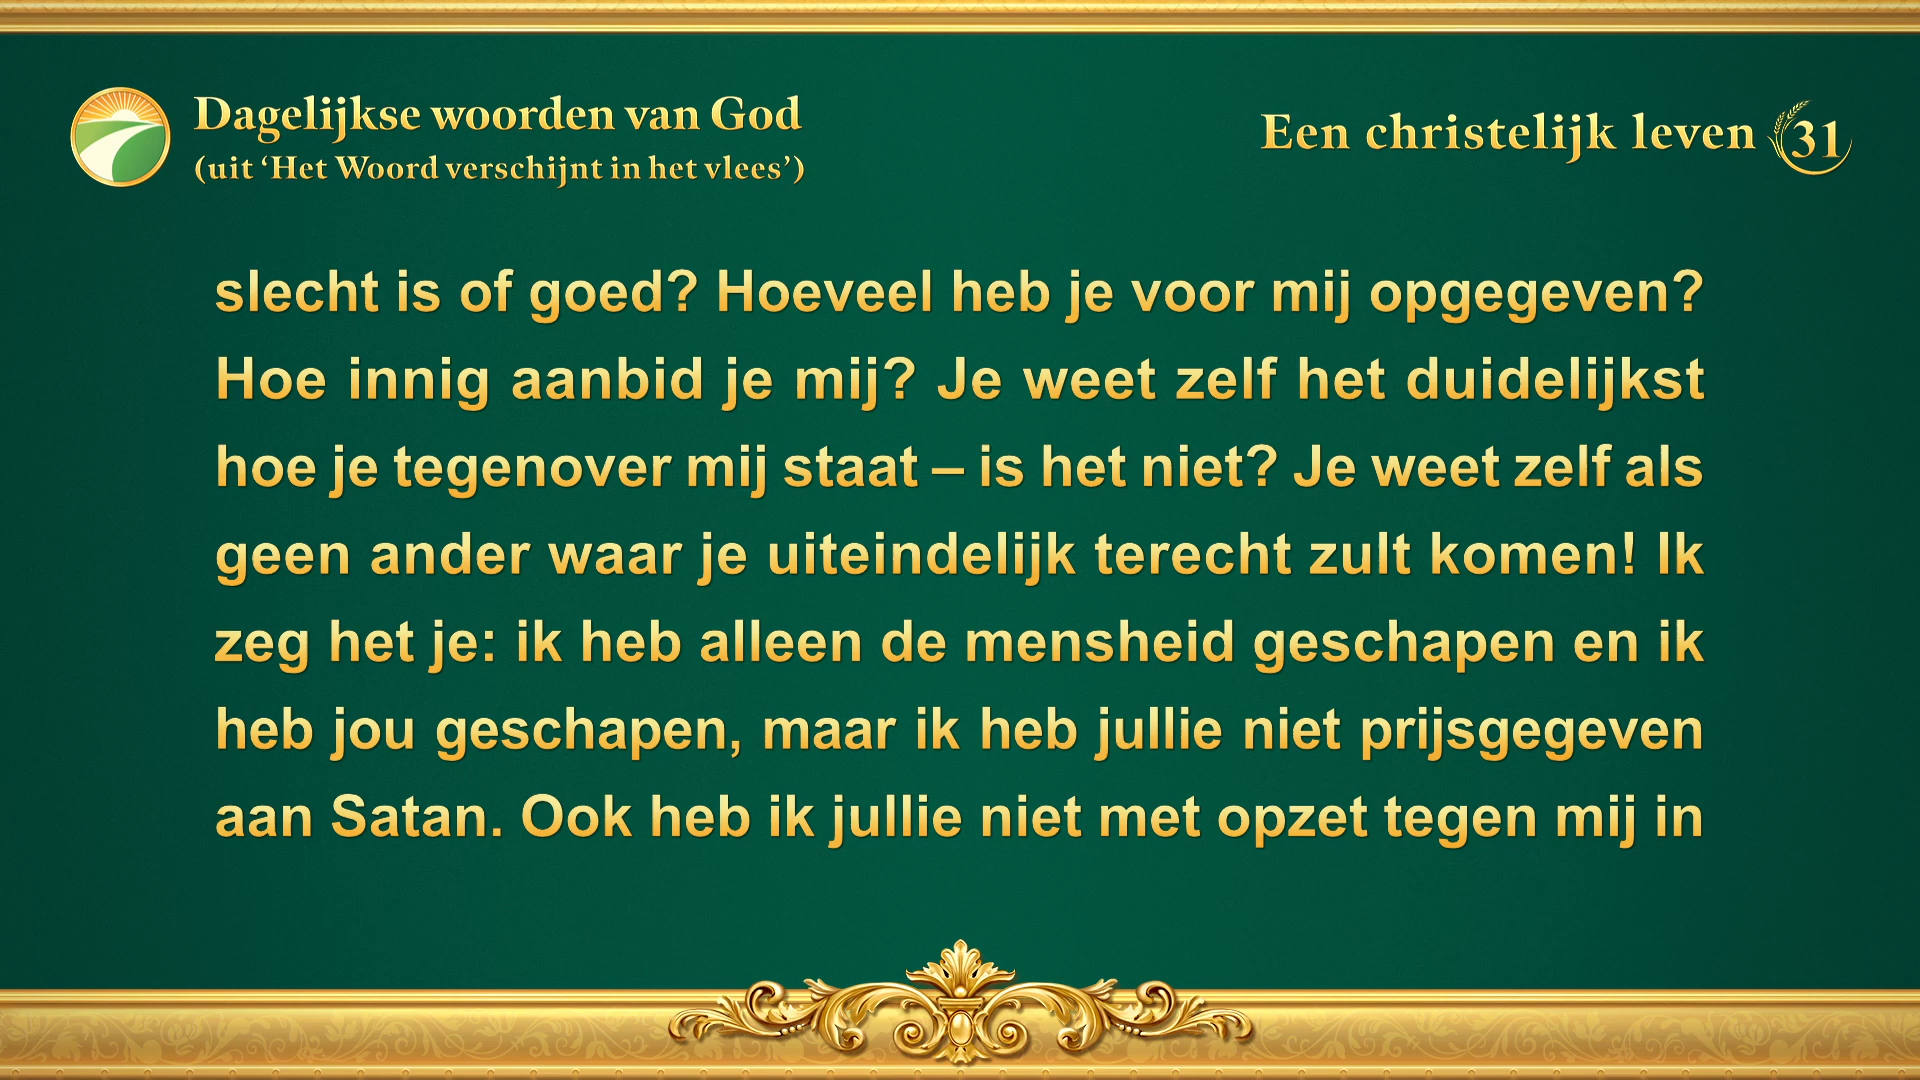 Dagelijkse woorden van God
(uit ‘Het Woord verschijnt in het vlees’)
Een christelijk leven 31
slecht is of goed? Hoeveel heb je voor mij opgegeven?
Hoe innig aanbid je mij? Je weet zelf het duidelijkst
hoe je tegenover mij staat – is het niet? Je weet zelf als
geen ander waar je uiteindelijk terecht zult komen! Ik
zeg het je: ik heb alleen de mensheid geschapen en ik
heb jou geschapen, maar ik heb jullie niet prijsgegeven
aan Satan. Ook heb ik jullie niet met opzet tegen mij in